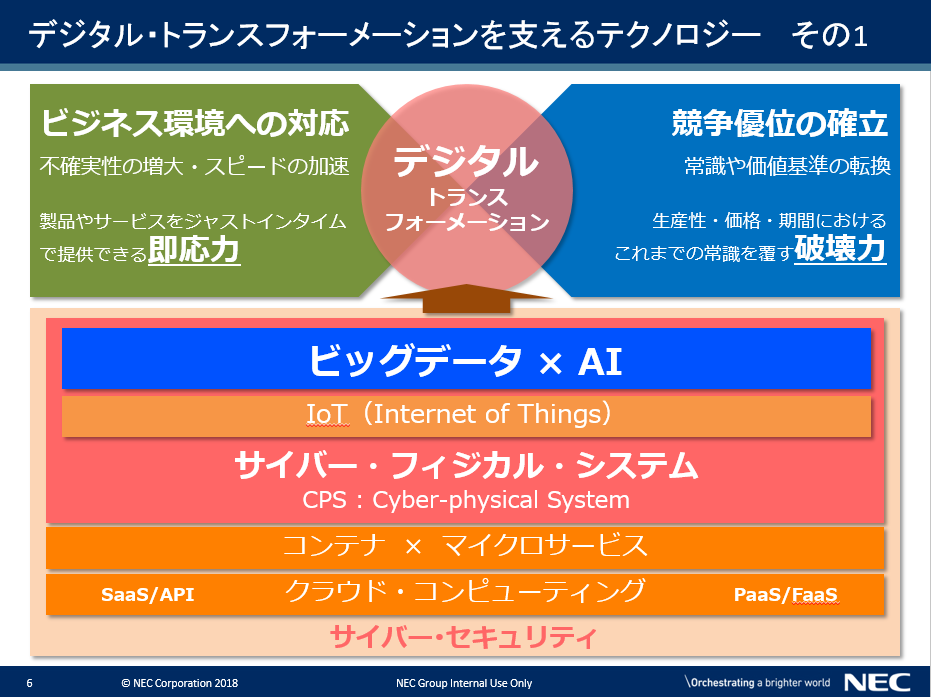 デジタル・トランスフォーメーションを支えるテクノロジー　その1
ビジネス環境への対応
不確実性の増大・スピードの加速
製品やサービスをジャストインタイム
で提供できる即応力
デジタル
トランス
フォーメーション
競争優位の確立
常識や価値基準の転換
生産性・価格・期間における
これまでの常識を覆す破壊力
ビッグデータ × AI
IoT（Internet of Things）
サイバー・フィジカル・システム
CPS：Cyber-physical System
コンテナ　×　マイクロサービス
SaaS/API クラウド・コンピューティング PaaS/FaaS
サイバー・セキュリティ
6 © NEC Corporation 2018 NEC Group Internal Use Only \Orchestrating a brighter world NEC